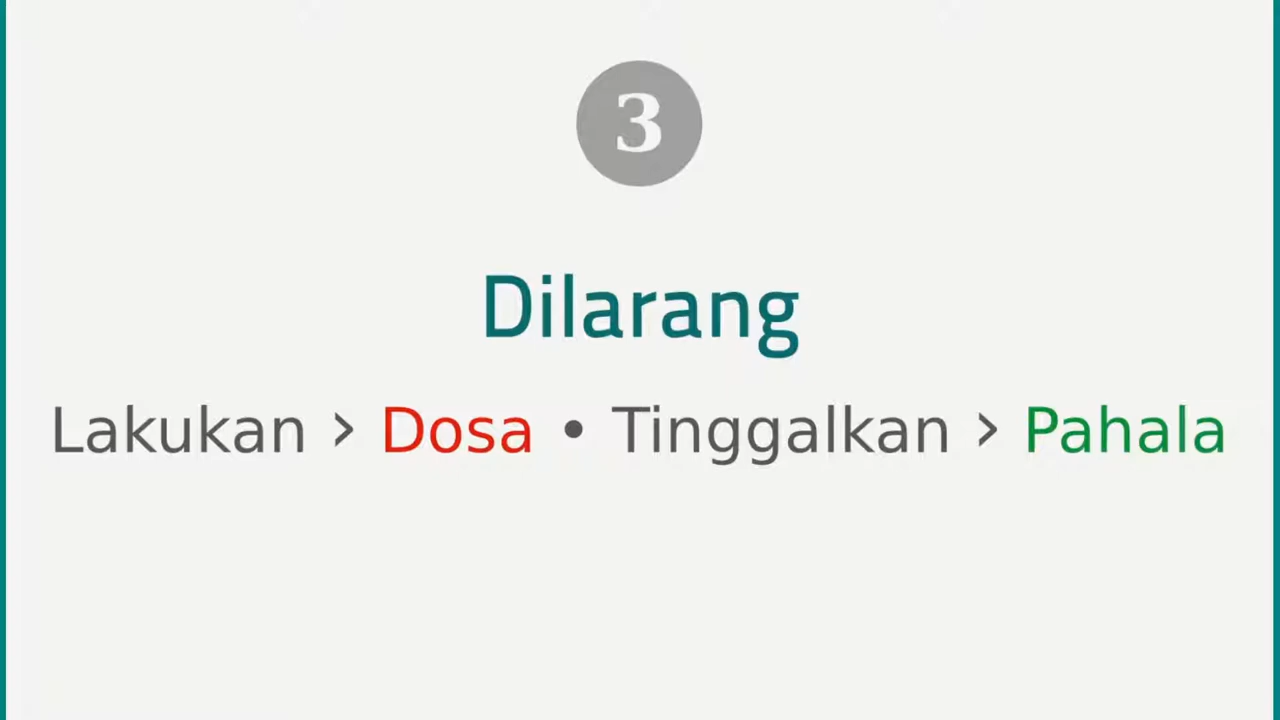 3
Dilarang
Lakukan › Dosa • Tinggalkan › Pahala